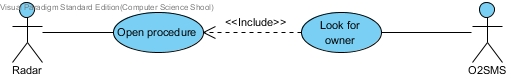 Visual Paradigm Standard Edition(Computer Science Shool)
Open procedure
<<Include>>
Look for
owner
Radar
O2SMS